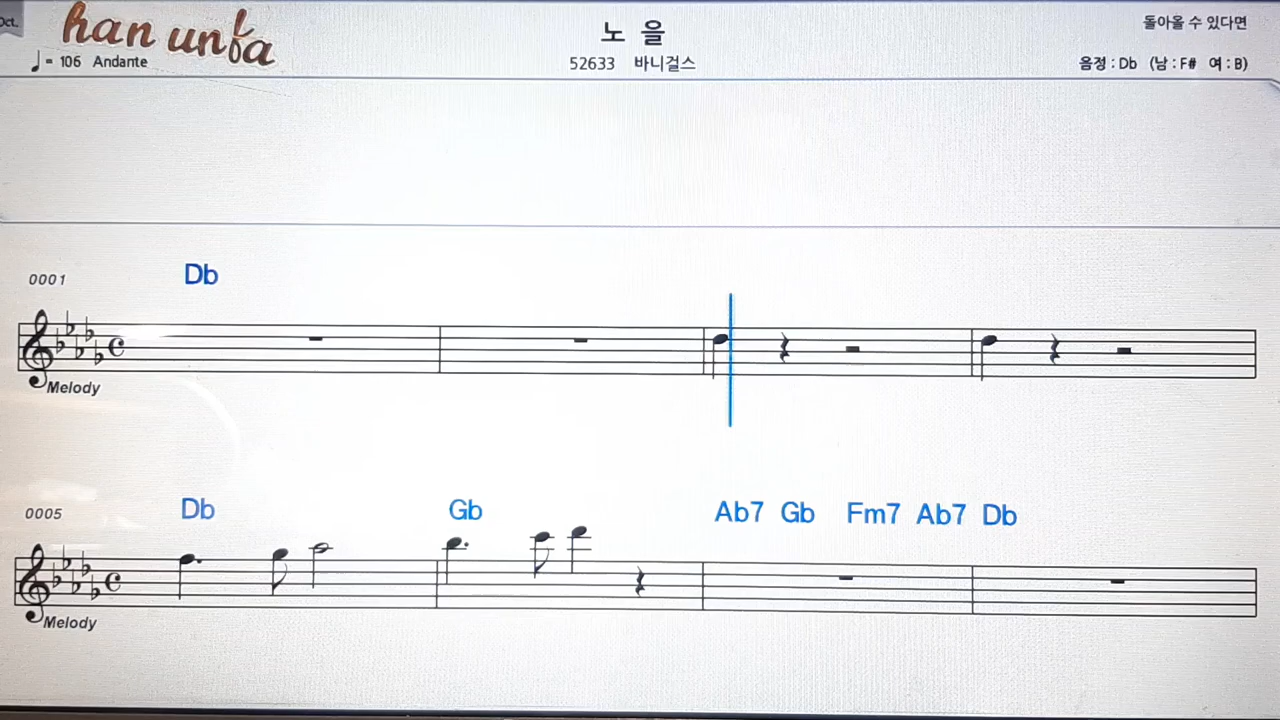 Oct.
han unfa
노 을
돌아올 수 있다면
♩= 106 Andante
52633 바니걸스
음정 : Db (남 : F# 여 : B)
0001 Db
Melody
0005 Db Gb Ab7 Gb Fm7 Ab7 Db
Melody